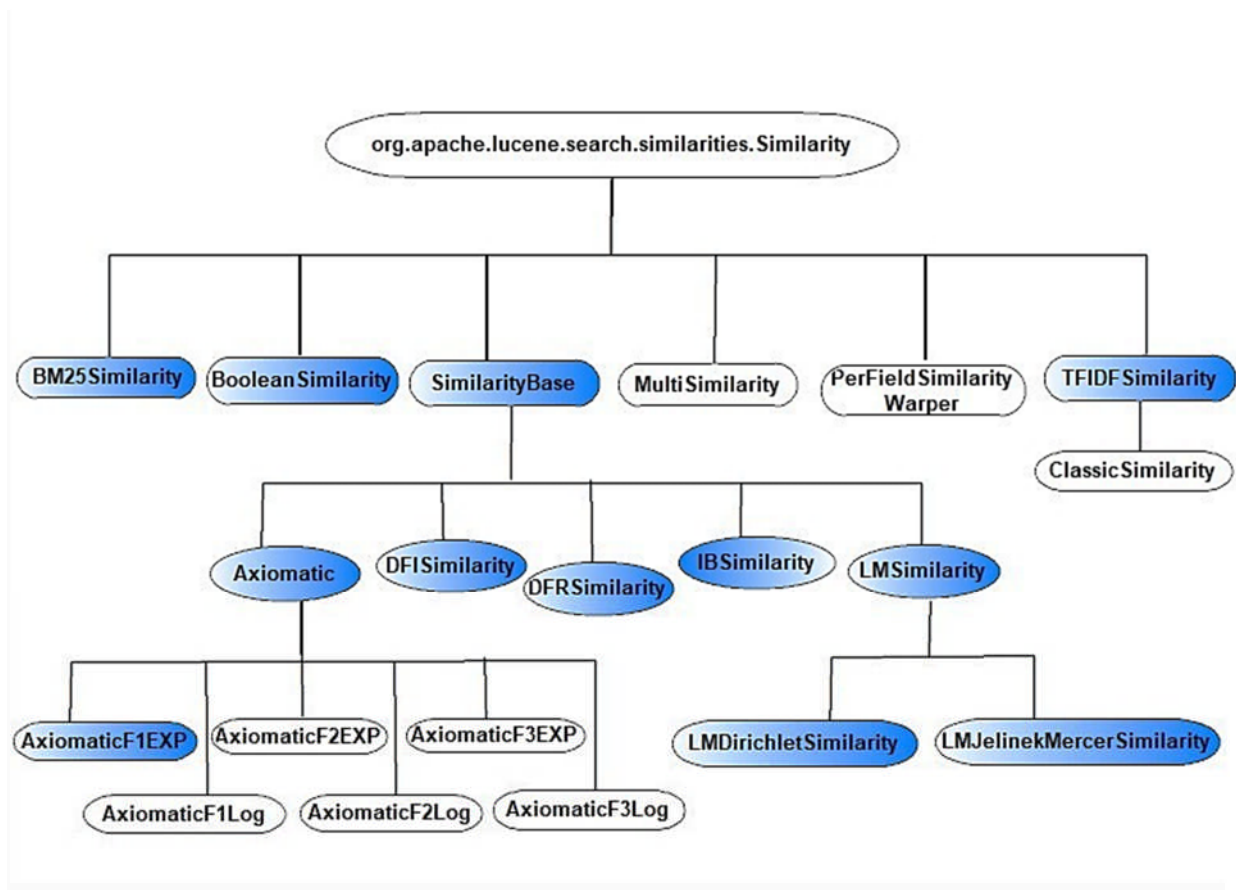 org.apache.lucene.search.similarities.Similarity
BM25Similarity
BooleanSimilarity
SimilarityBase
MultiSimilarity
PerFieldSimilarity
Warper
TFIDFSimilarity
ClassicSimilarity
Axiomatic
DFISimilarity
DFRSimilarity
IBSimilarity
LMSimilarity
AxiomaticF1EXP
AxiomaticF2EXP
AxiomaticF3EXP
LMDirichletSimilarity
LMJelinekMercerSimilarity
AxiomaticF1Log
AxiomaticF2Log
AxiomaticF3Log